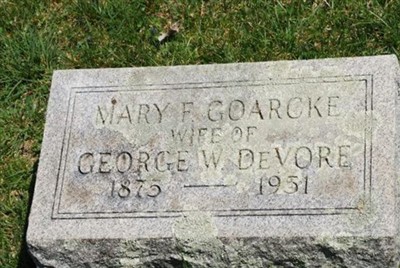 MARY F. GOARCKE
WIFE OF
GEORGE W. DEVORE
1875 — 1931